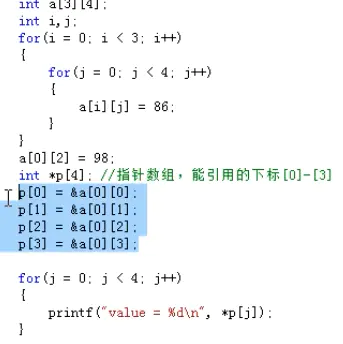 int a[3][4];
int i,j;
for(i = 0; i < 3; i++)
{
for(j = 0; j < 4; j++)
{
a[i][j] = 86;
}
}
a[0][2] = 98;
int *p[4]; //指针数组，能引用的下标[0]-[3]
p[0] = &a[0][0];
p[1] = &a[0][1];
p[2] = &a[0][2];
p[3] = &a[0][3];
for(j = 0; j < 4; j++)
{
printf("value = %d\n", *p[j]);
}